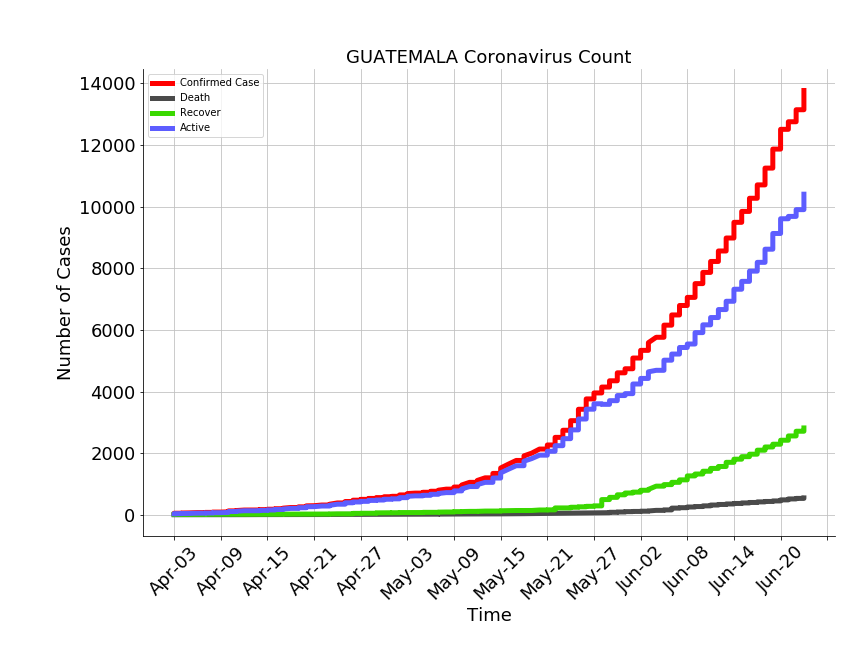 GUATEMALA Coronavirus Count
Confirmed Case
Death
Recover
Active
14000
12000
10000
8000
6000
4000
2000
0
Number of Cases
Apr-03
Apr-09
Apr-15
Apr-21
Apr-27
May-03
May-09
May-15
May-21
May-27
Jun-02
Jun-08
Jun-14
Jun-20
Time